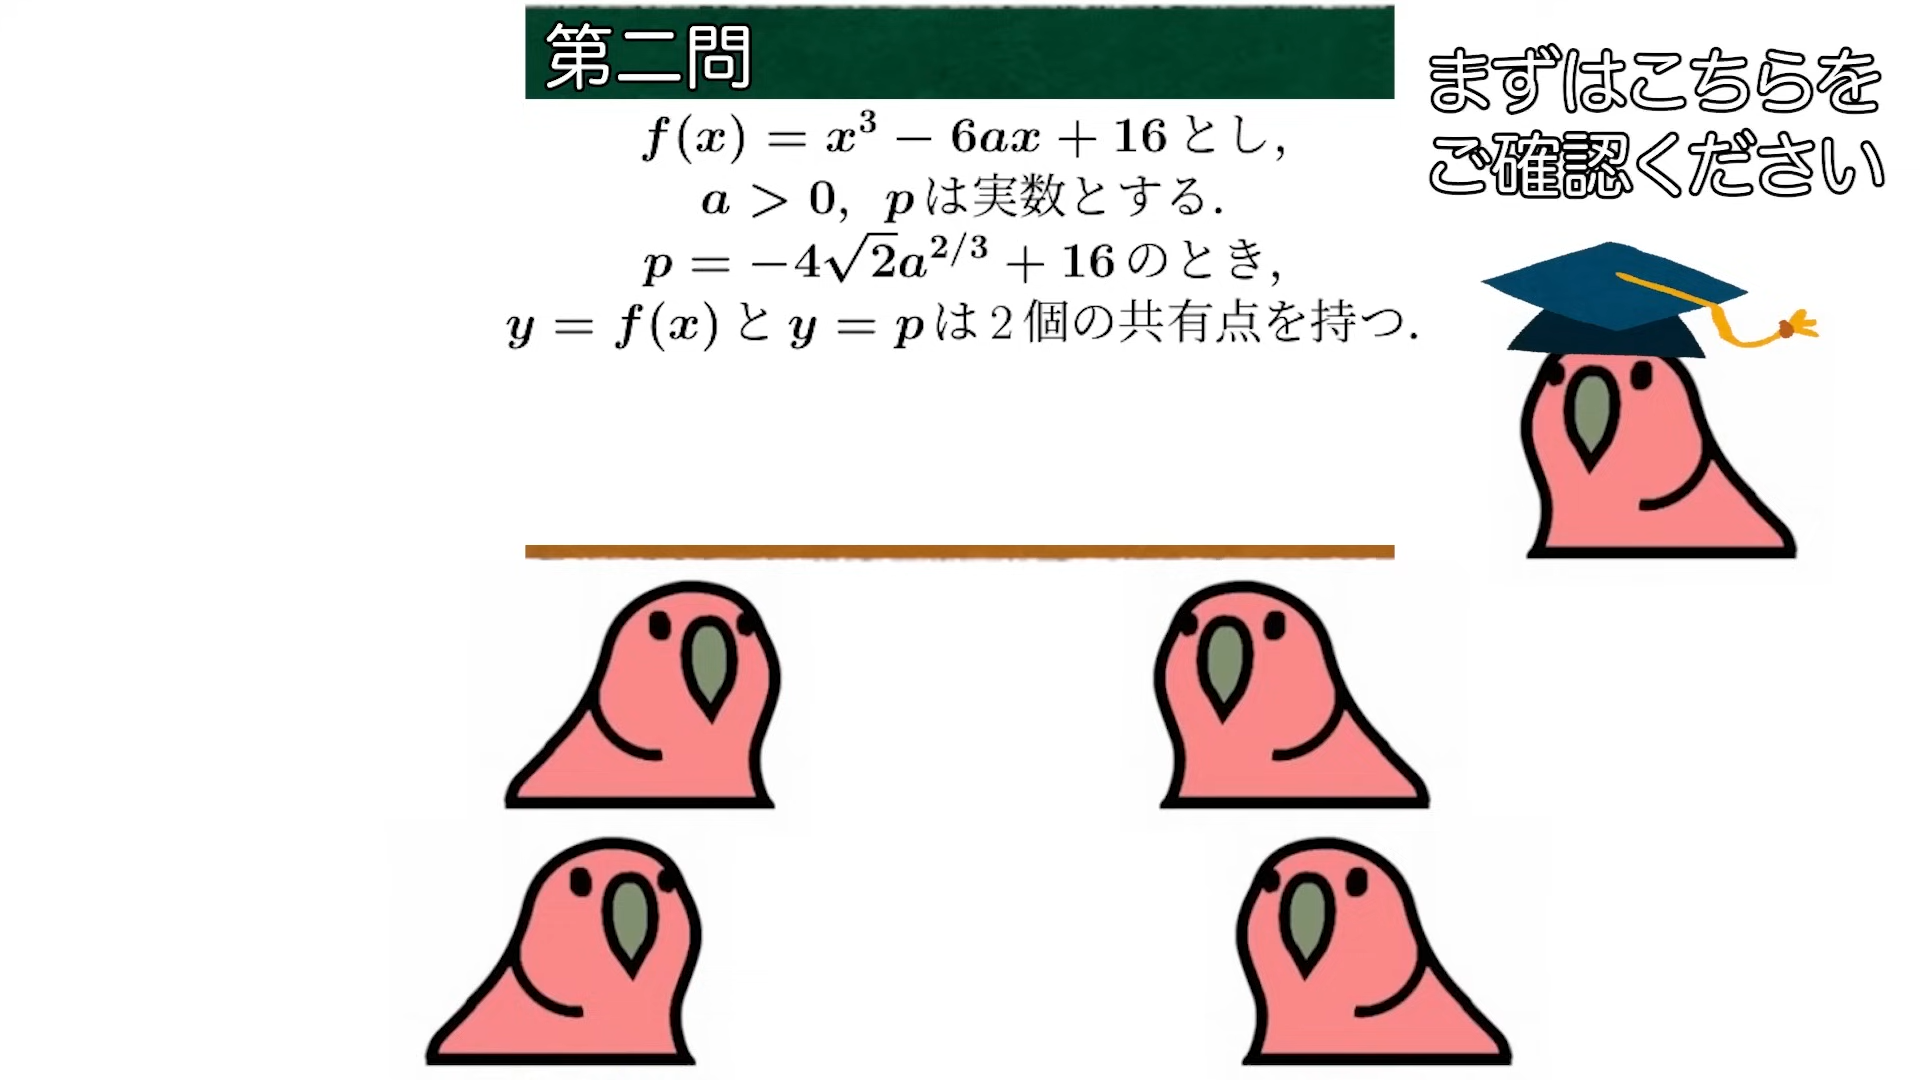 第二問
まずはこちらを
ご確認ください
f(x) = x³ − 6ax + 16 とし,
a > 0, p は実数とする.
p = −4√2a^{2/3} + 16 のとき,
y = f(x) と y = p は 2 個の共有点を持つ.